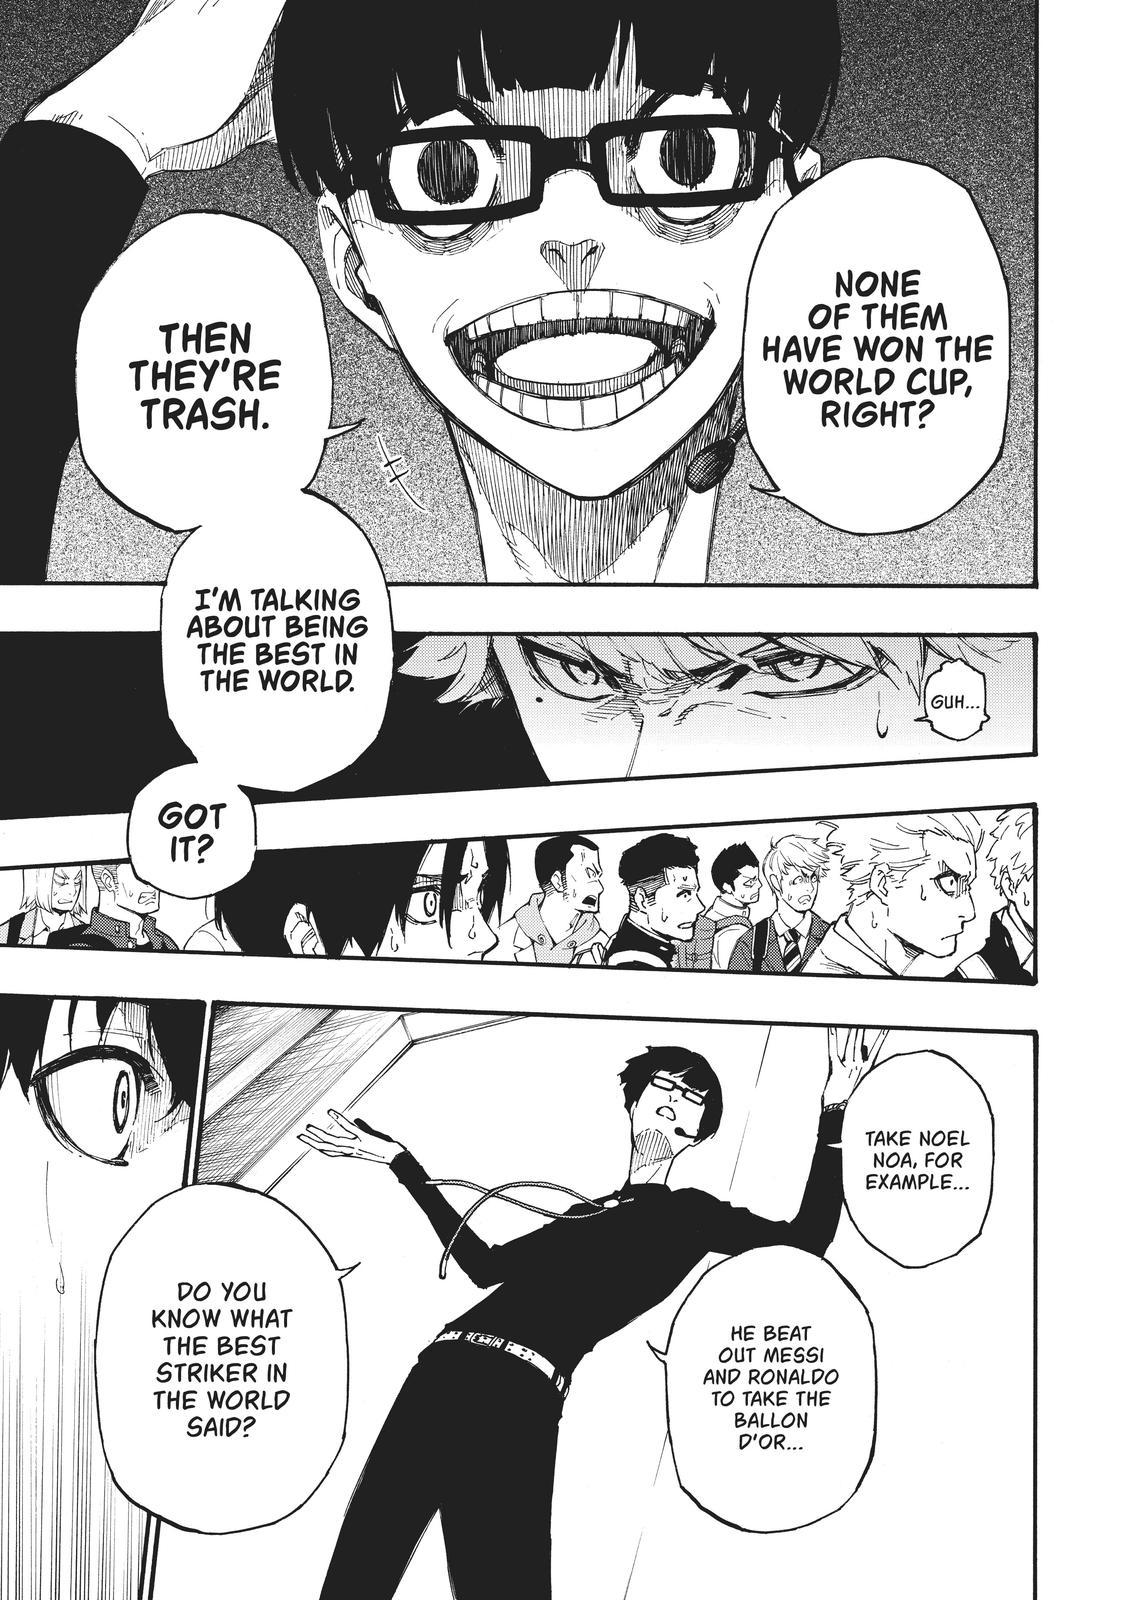 NONE
OF THEM
HAVE WON THE
WORLD CUP,
RIGHT?
THEN
THEY'RE
TRASH.
I'M TALKING
ABOUT BEING
THE BEST IN
THE WORLD.
GUH...
GOT
IT?
TAKE NOEL
NOA, FOR
EXAMPLE...
HE BEAT
OUT MESSI
AND RONALDO
TO TAKE THE
BALLON
D'OR...
DO YOU
KNOW WHAT
THE BEST
STRIKER IN
THE WORLD
SAID?